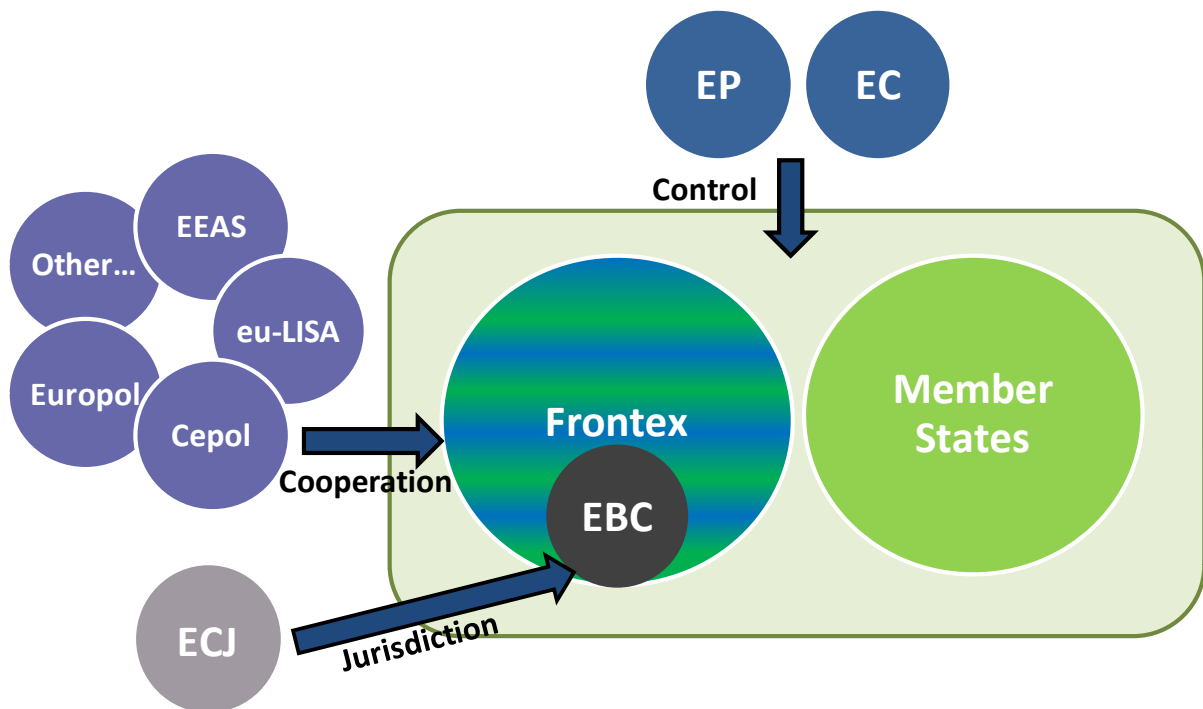 EP
EC
Control
EEAS
Other...
eu-LISA
Europol
Cepol
Cooperation
Frontex
EBC
Member
States
ECJ
Jurisdiction